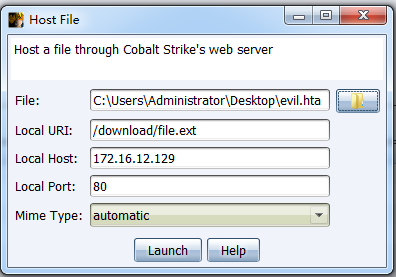 Host File
Host a file through Cobalt Strike's web server
File: C:\Users\Administrator\Desktop\evil.hta
Local URI: /download/file.ext
Local Host: 172.16.12.129
Local Port: 80
Mime Type: automatic
Launch Help